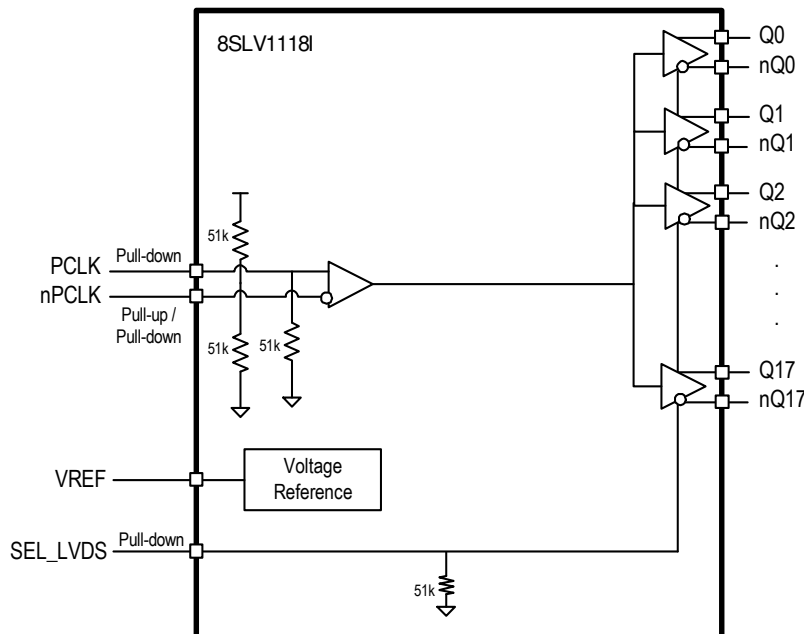 8SLV1118I
Q0
nQ0
Q1
nQ1
Q2
nQ2
.
.
.
Q17
nQ17
51k
PCLK
Pull-down
nPCLK
Pull-up /
Pull-down
51k
51k
VREF
Voltage
Reference
SEL_LVDS
Pull-down
51k